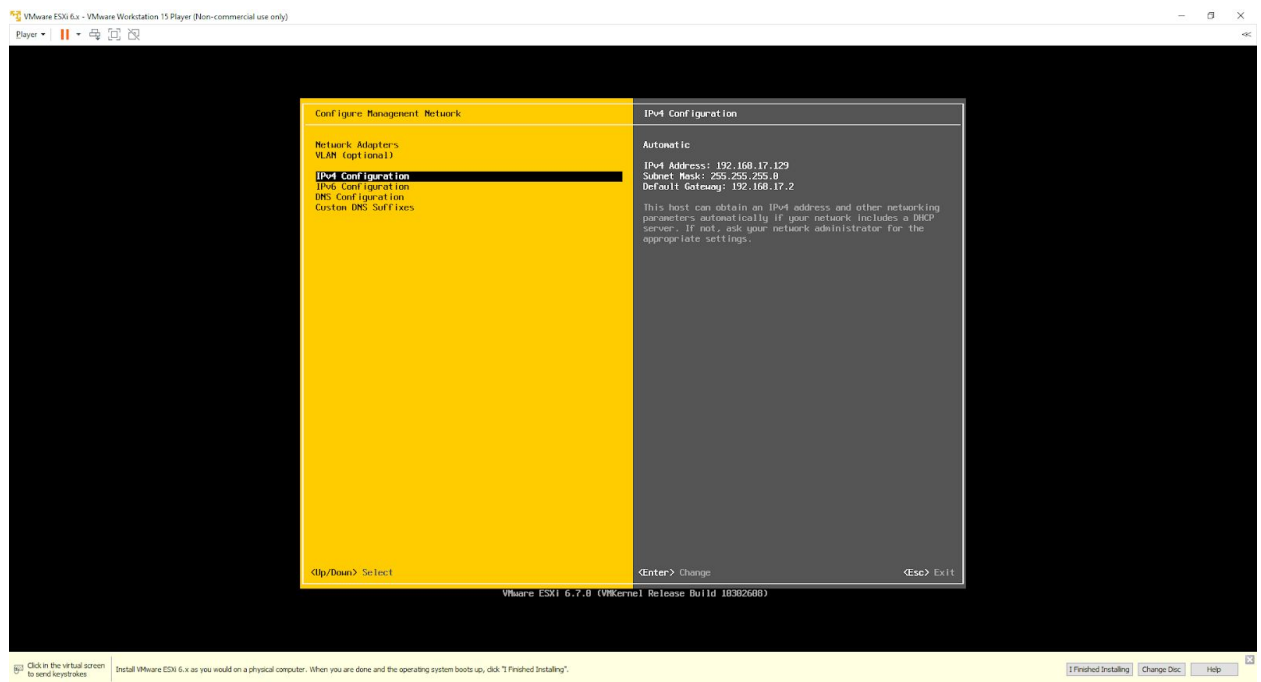 VMware ESXi 6.x - VMware Workstation 15 Player (Non-commercial use only)
Player
Configure Management Network
Network Adapters
VLAN (optional)
IPv4 Configuration
IPv6 Configuration
DNS Configuration
Custom DNS Suffixes
<Up/Down> Select
IPv4 Configuration
Automatic
IPv4 Address: 192.168.17.129
Subnet Mask: 255.255.255.0
Default Gateway: 192.168.17.2
This host can obtain an IPv4 address and other networking
parameters automatically if your network includes a DHCP
server. If not, ask your network administrator for the
appropriate settings.
<Enter> Change
<Esc> Exit
VMware ESXi 6.7.0 (VMKernel Release Build 10302608)
Click in the virtual screen
to send keystrokes
Install VMware ESXi 6.x as you would on a physical computer. When you are done and the operating system boots up, click "I Finished Installing".
I Finished Installing
Change Disc
Help